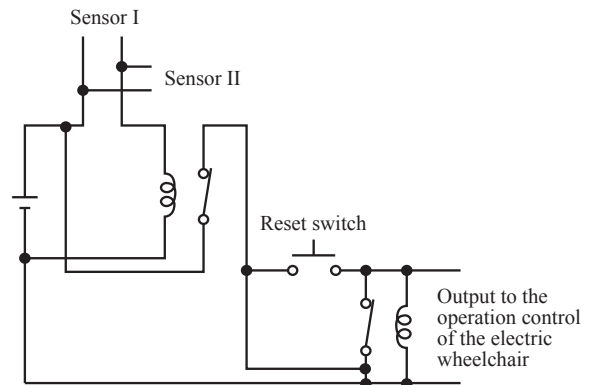 Sensor I
Sensor II
Reset switch
Output to the
operation control
of the electric
wheelchair